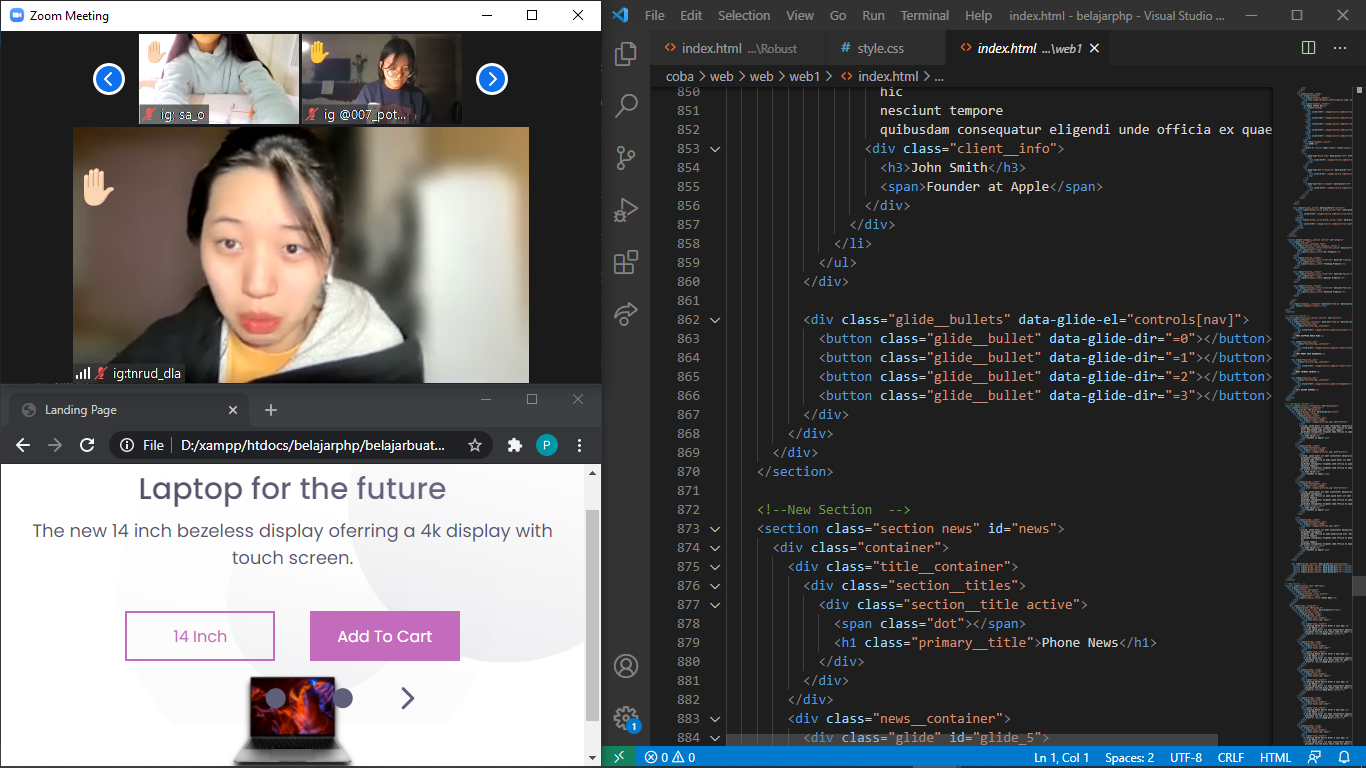 Zoom Meeting
ig: sa_o
ig @007_pot...
ig:tnrud_dla
Landing Page
File
D:/xampp/htdocs/belajarphp/belajarbuat...
P
Laptop for the future
The new 14 inch bezeless display oferring a 4k display with
touch screen.
14 Inch
Add To Cart
File Edit Selection View Go Run Terminal Help index.html - belajarphp - Visual Studio ...
index.html ...\Robust
style.css
index.html ...\web1
coba > web > web > web1 > index.html > ...
850 hic
851 nesciunt tempore
852 quibusdam consequatur eligendi unde officia ex quae
853 <div class="client__info">
854 <h3>John Smith</h3>
855 <span>Founder at Apple</span>
856 </div>
857 </div>
858 </li>
859 </ul>
860 </div>
861
862 <div class="glide__bullets" data-glide-el="controls[nav]">
863 <button class="glide__bullet" data-glide-dir="=0"></button>
864 <button class="glide__bullet" data-glide-dir="=1"></button>
865 <button class="glide__bullet" data-glide-dir="=2"></button>
866 <button class="glide__bullet" data-glide-dir="=3"></button>
867 </div>
868 </div>
869 </div>
870 </section>
871
872 <!--New Section  -->
873 <section class="section news" id="news">
874 <div class="container">
875 <div class="title__container">
876 <div class="section__titles">
877 <div class="section__title active">
878 <span class="dot"></span>
879 <h1 class="primary__title">Phone News</h1>
880 </div>
881 </div>
882 </div>
883 <div class="news__container">
884 <div class="glide" id="glide_5">
1
0 0
Ln 1, Col 1 Spaces: 2 UTF-8 CRLF HTML